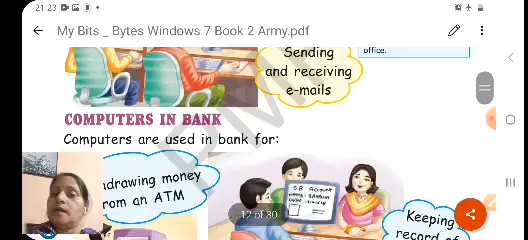 21:23
My Bits _ Bytes Windows 7 Book 2 Army.pdf
office.
Sending
and receiving
e-mails
COMPUTERS IN BANK
Computers are used in bank for:
money
from an ATM
S B Account
12 of 30
Keeping
record of